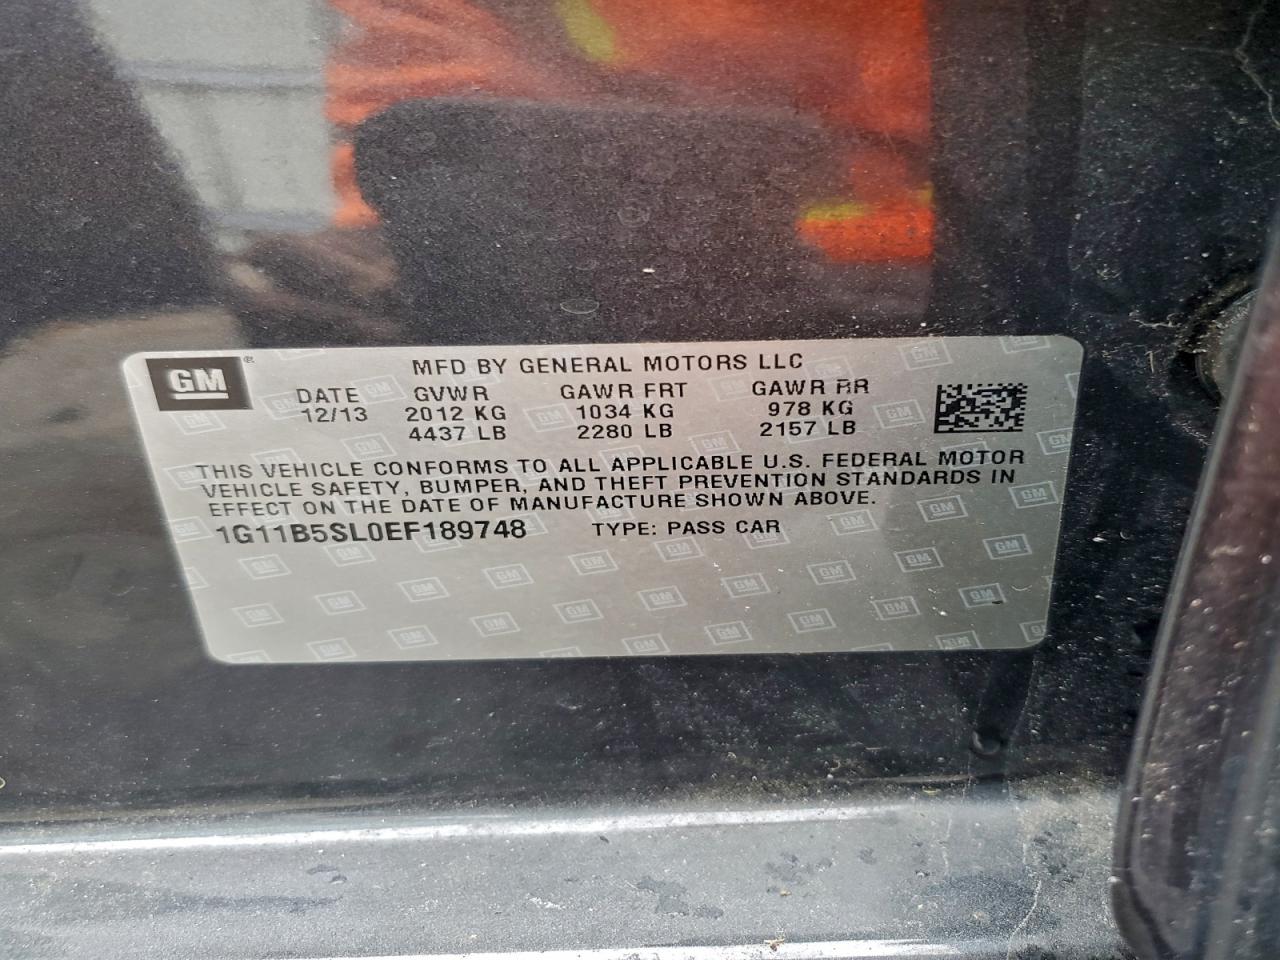 GM ® MFD BY GENERAL MOTORS LLC
DATE GVWR GAWR FRT GAWR RR
12/13 2012 KG 1034 KG 978 KG
4437 LB 2280 LB 2157 LB
THIS VEHICLE CONFORMS TO ALL APPLICABLE U.S. FEDERAL MOTOR
VEHICLE SAFETY, BUMPER, AND THEFT PREVENTION STANDARDS IN
EFFECT ON THE DATE OF MANUFACTURE SHOWN ABOVE.
1G11B5SL0EF189748 TYPE: PASS CAR